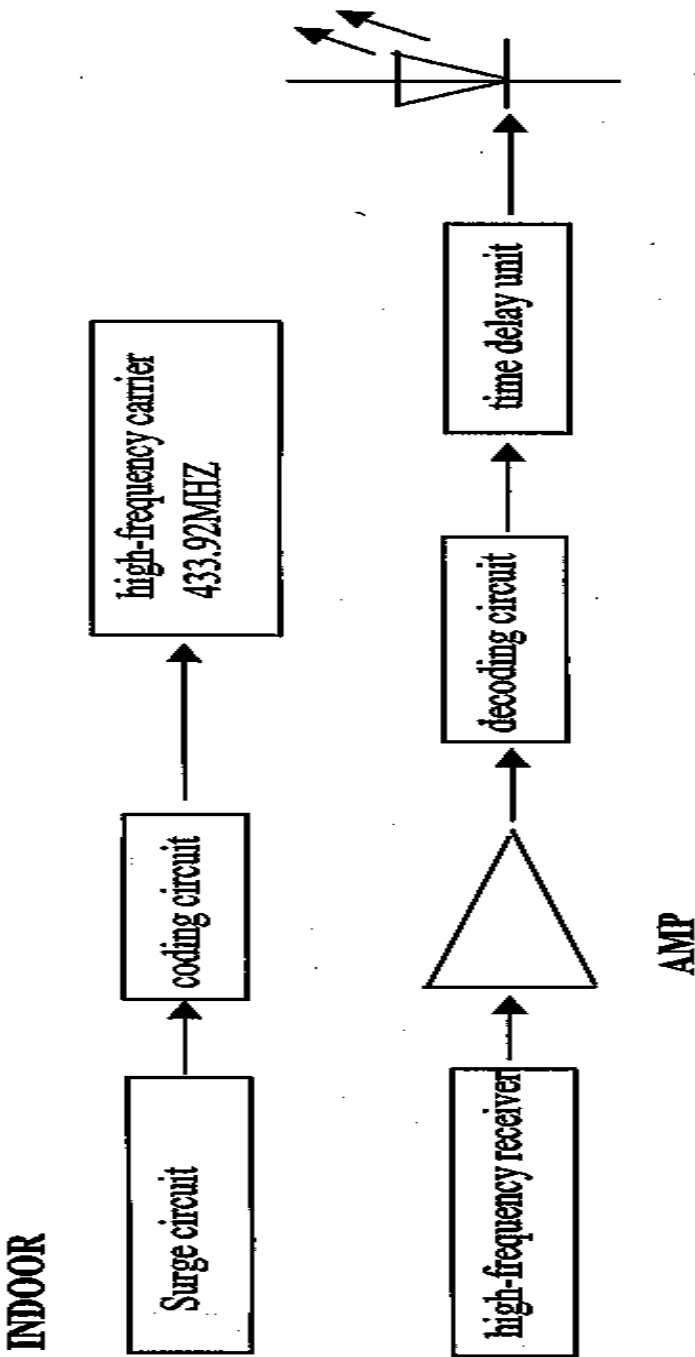 INDOOR
Surge circuit
coding circuit
high-frequency carrier
433.92MHZ
high-frequency receiver
AMP
decoding circuit
time delay unit